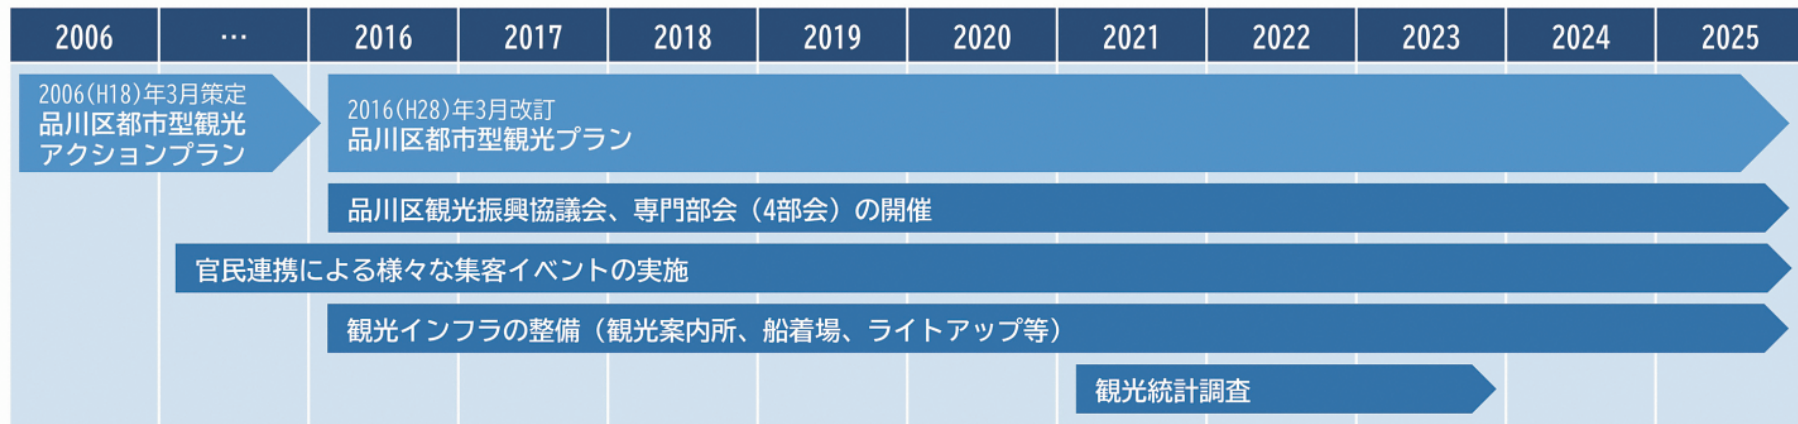 2006 … 2016 2017 2018 2019 2020 2021 2022 2023 2024 2025
2006(H18)年3月策定
品川区都市型観光
アクションプラン
2016(H28)年3月改訂
品川区都市型観光プラン
品川区観光振興協議会、専門部会（4部会）の開催
官民連携による様々な集客イベントの実施
観光インフラの整備（観光案内所、船着場、ライトアップ等）
観光統計調査